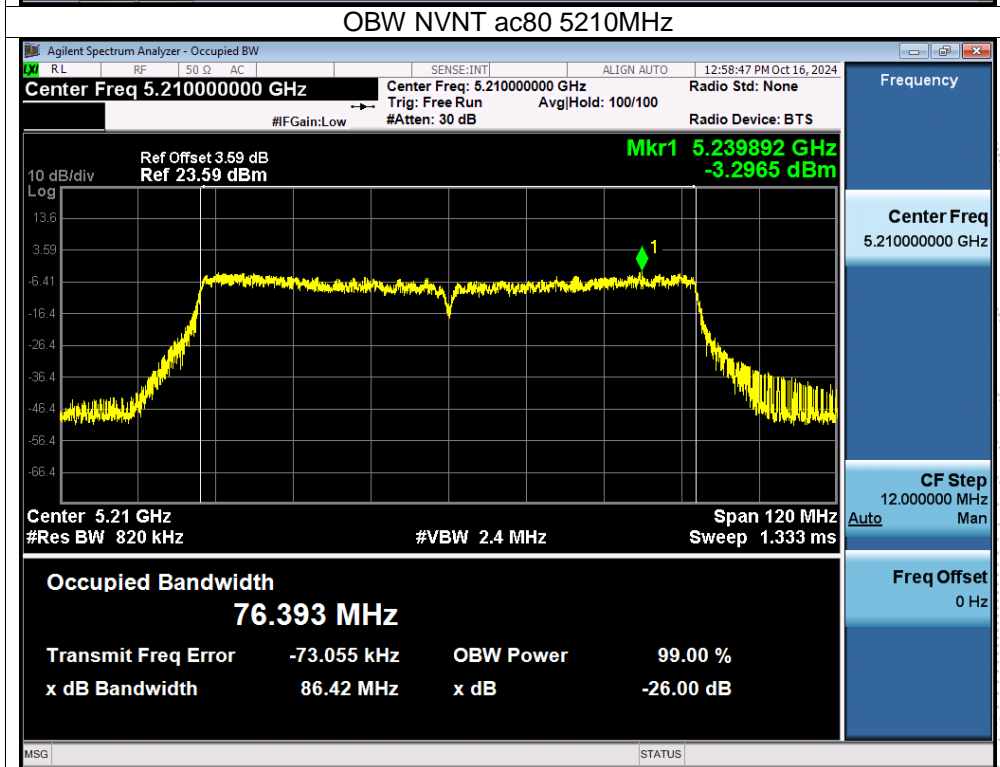 OBW NVNT ac80 5210MHz
Agilent Spectrum Analyzer - Occupied BW
LXI RL RF 50 Ω AC SENSE:INT ALIGN AUTO 12:58:47 PM Oct 16, 2024
Center Freq 5.210000000 GHz
Center Freq: 5.210000000 GHz Radio Std: None
Trig: Free Run Avg|Hold: 100/100
#IFGain:Low #Atten: 30 dB Radio Device: BTS
Frequency
Mkr1 5.239892 GHz
-3.2965 dBm
Ref Offset 3.59 dB
10 dB/div Ref 23.59 dBm
Log
13.6
3.59
-6.41
-16.4
-26.4
-36.4
-46.4
-56.4
-66.4
1
Center 5.21 GHz Span 120 MHz
#Res BW 820 kHz #VBW 2.4 MHz Sweep 1.333 ms
Center Freq
5.210000000 GHz
CF Step
12.000000 MHz
Auto Man
Freq Offset
0 Hz
Occupied Bandwidth
76.393 MHz
Transmit Freq Error -73.055 kHz OBW Power 99.00 %
x dB Bandwidth 86.42 MHz x dB -26.00 dB
MSG STATUS